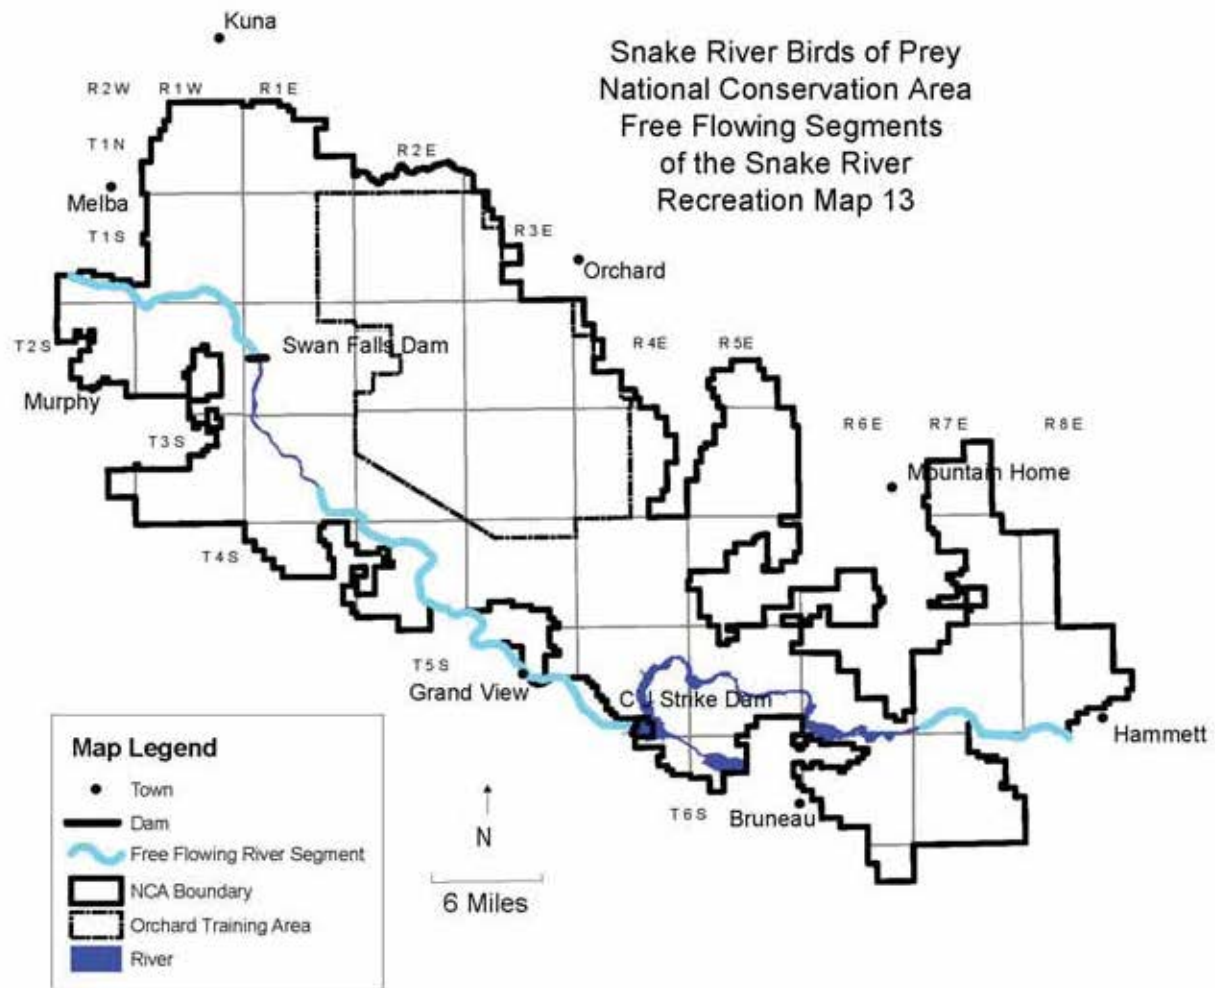 Kuna
Snake River Birds of Prey
National Conservation Area
Free Flowing Segments
of the Snake River
Recreation Map 13
R2W R1W R1E
T1N
R2E
Melba
T1S
R3E
Orchard
T2S
Swan Falls Dam
R4E R5E
Murphy
T3S
R6E R7E R8E
Mountain Home
T4S
T5S
Grand View
C J Strike Dam
Hammett
T6S
Bruneau
N
6 Miles
Map Legend
Town
Dam
Free Flowing River Segment
NCA Boundary
Orchard Training Area
River